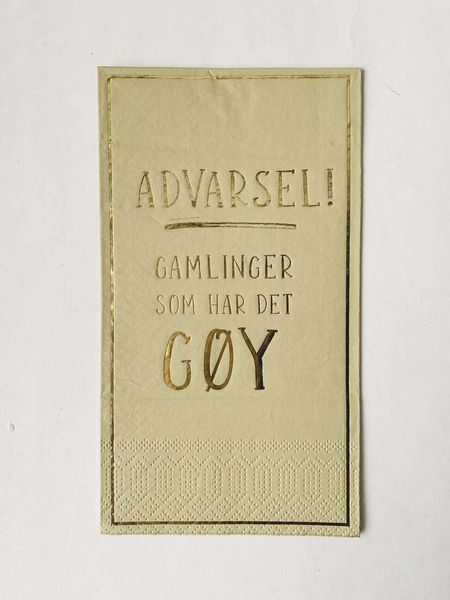 ADVARSEL!
GAMLINGER
SOM HAR DET
GØY